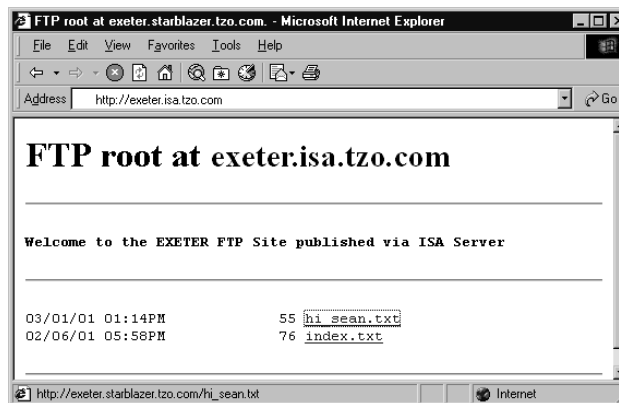 FTP root at exeter.starblazer.tzo.com. - Microsoft Internet Explorer
File Edit View Favorites Tools Help
Address http://exeter.isa.tzo.com Go
FTP root at exeter.isa.tzo.com
Welcome to the EXETER FTP Site published via ISA Server
03/01/01 01:14PM 55 hi_sean.txt
02/06/01 05:58PM 76 index.txt
http://exeter.starblazer.tzo.com/hi_sean.txt Internet